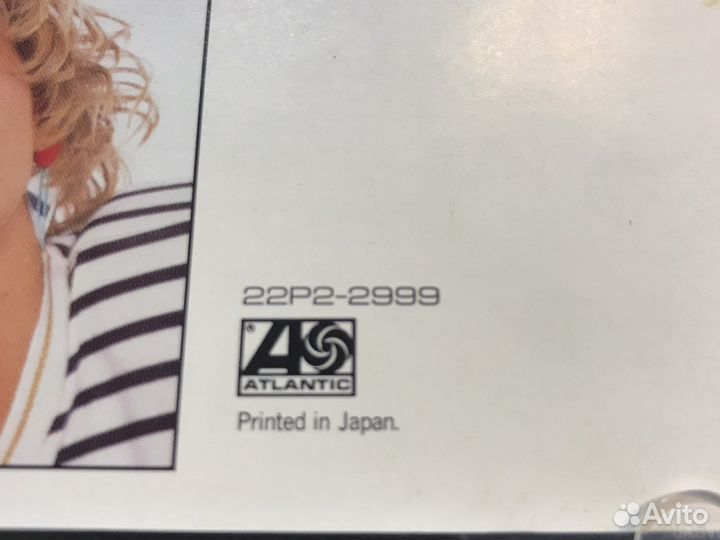 22P2-2999
®
ATLANTIC
Printed in Japan.
Avito